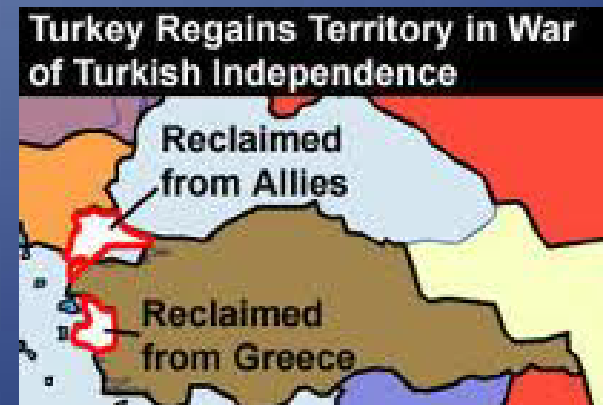 Turkey Regains Territory in War
of Turkish Independence
Reclaimed
from Allies
Reclaimed
from Greece